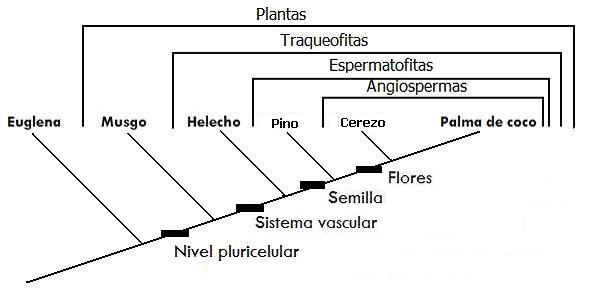 Plantas
Traqueofitas
Espermatofitas
Angiospermas
Euglena Musgo Helecho Pino Cerezo Palma de coco
Flores
Semilla
Sistema vascular
Nivel pluricelular